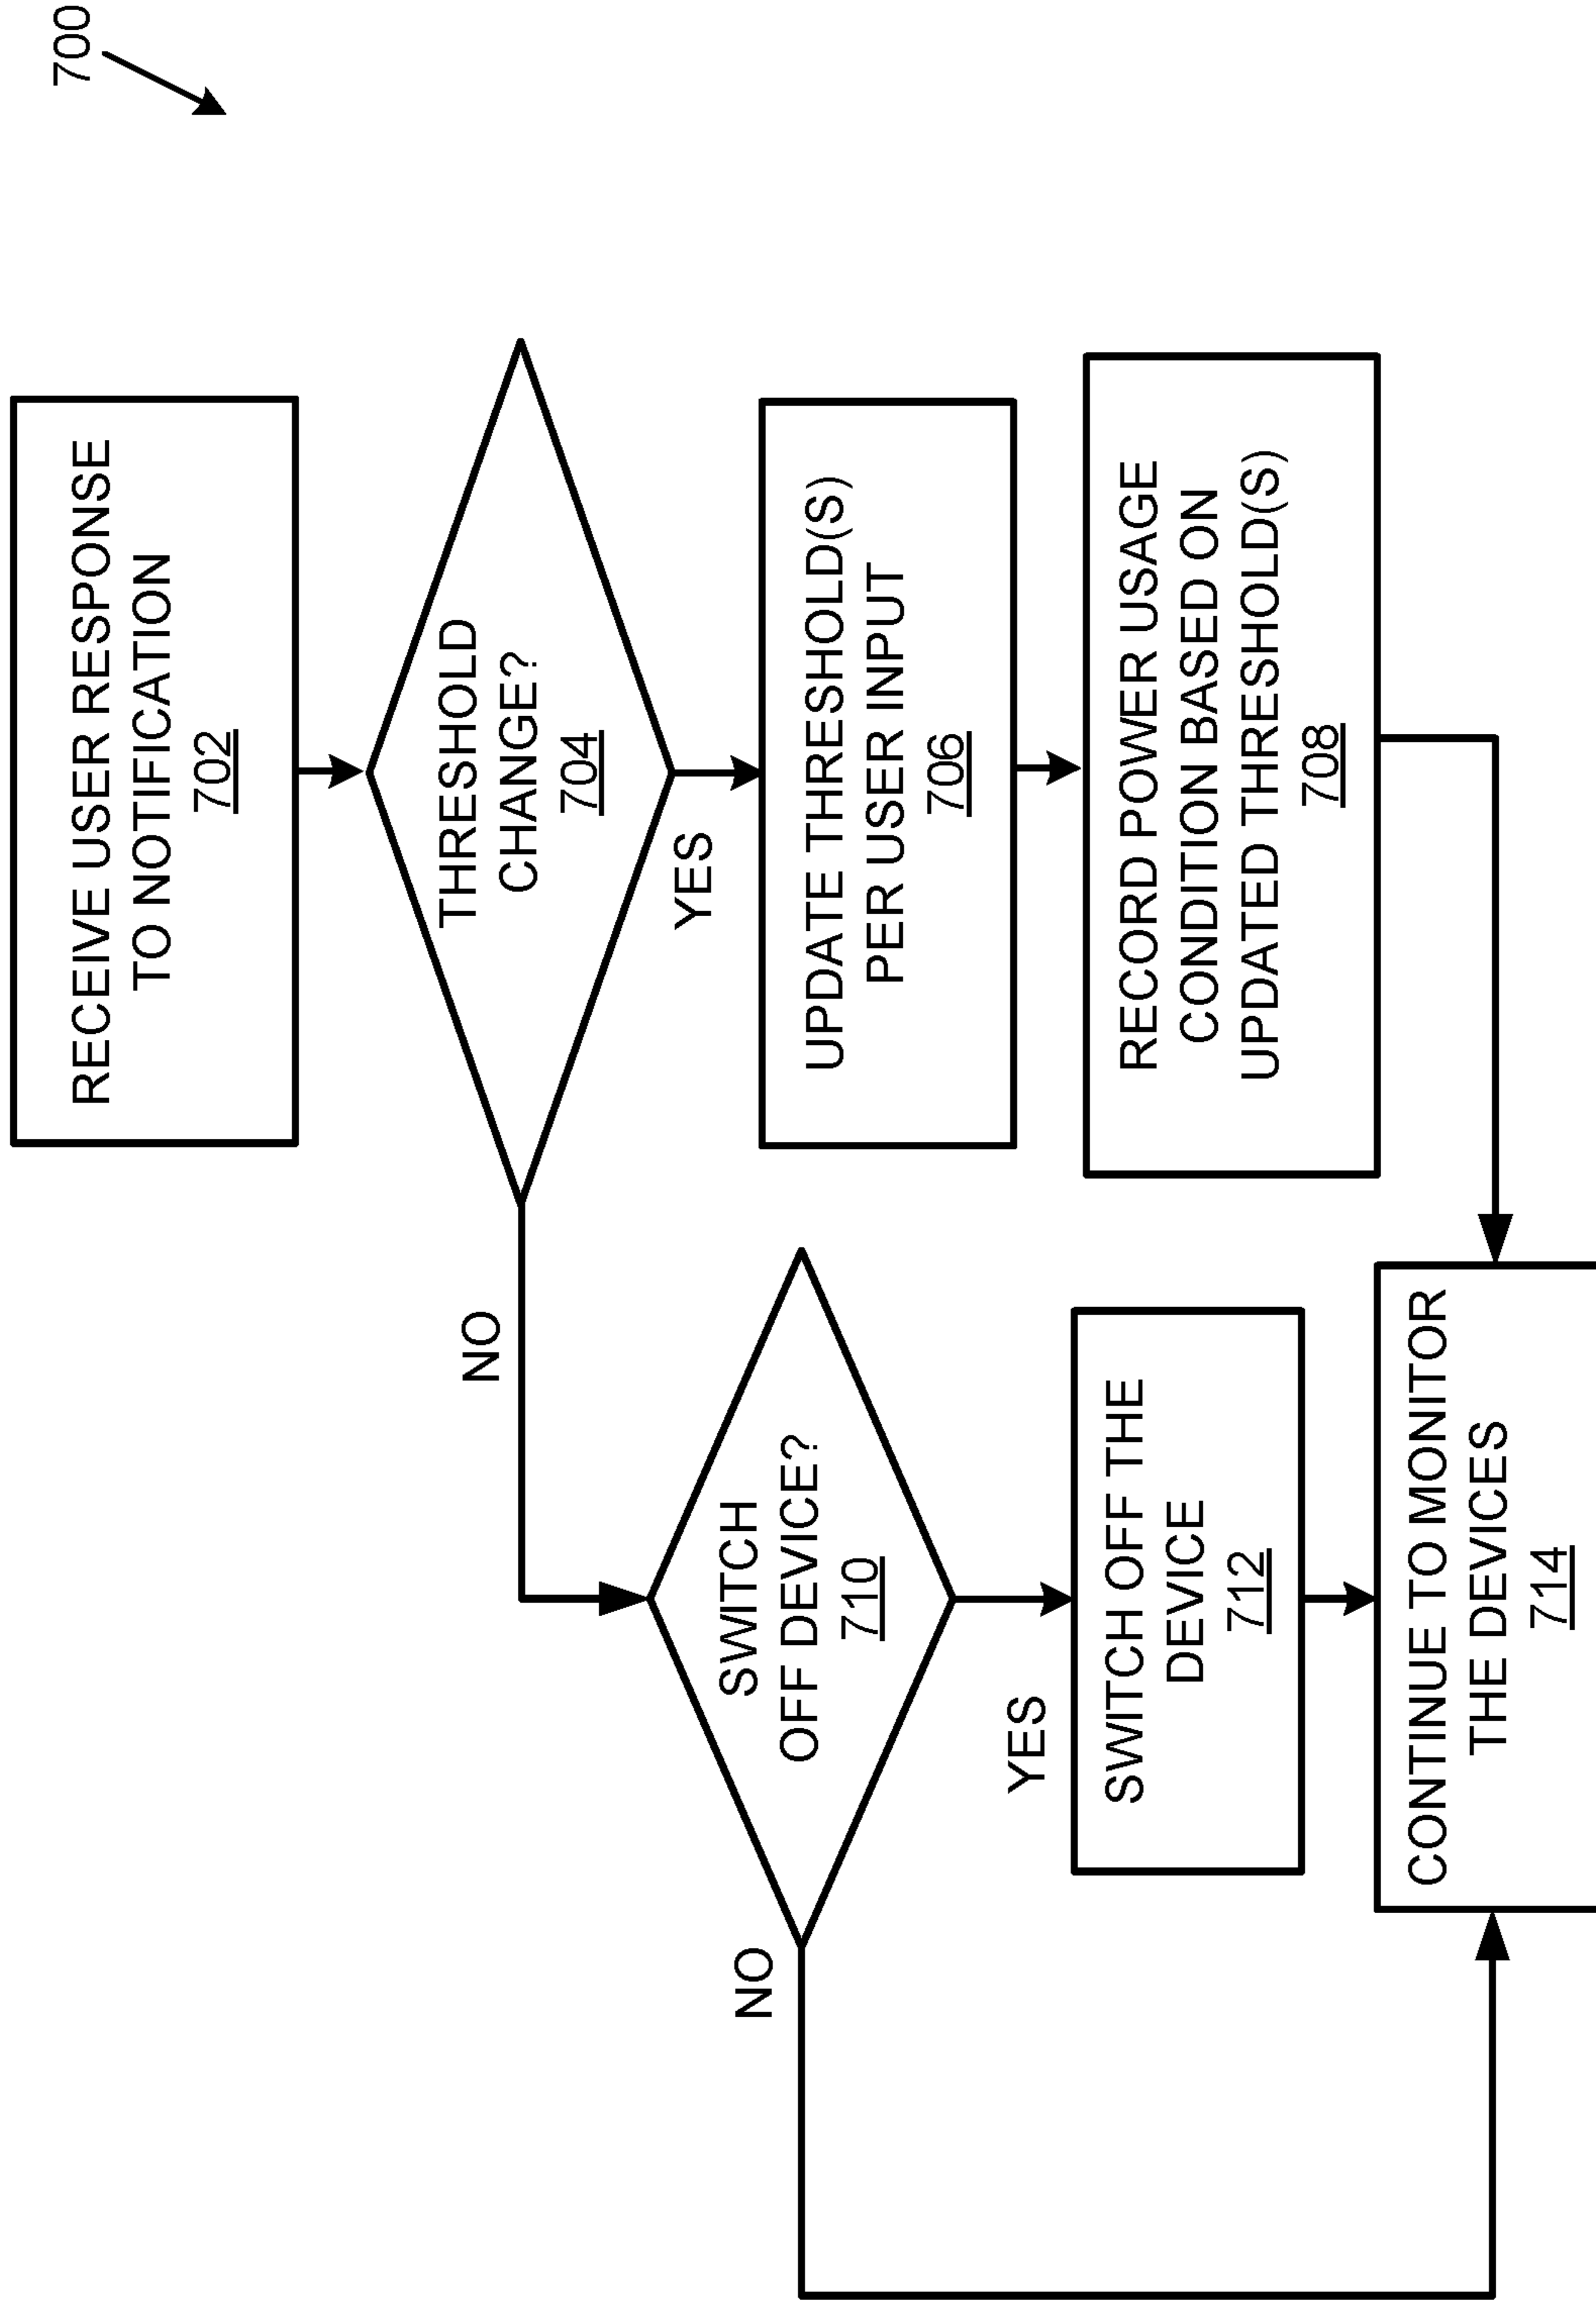 700
RECEIVE USER RESPONSE
TO NOTIFICATION
702
THRESHOLD
CHANGE?
704
YES
NO
UPDATE THRESHOLD(S)
PER USER INPUT
706
RECORD POWER USAGE
CONDITION BASED ON
UPDATED THRESHOLD(S)
708
SWITCH
OFF DEVICE?
710
NO
YES
SWITCH OFF THE
DEVICE
712
CONTINUE TO MONITOR
THE DEVICES
714